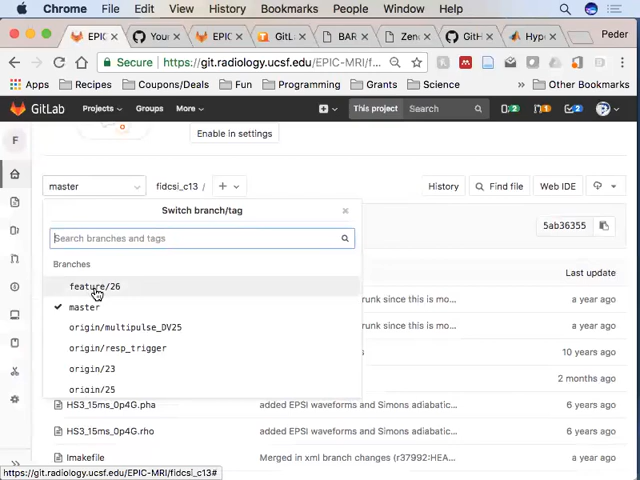 Chrome File Edit View History Bookmarks People Window Help
EPIC × Your × EPIC × GitL × BAR × Zen × GitH × Hyp × Peder
Secure https://git.radiology.ucsf.edu/EPIC-MRI/f...
Apps Recipes Coupons/Deals Fun Programming Grants Science » Other Bookmarks
GitLab Projects Groups More This project Search 2 1 2
F
Enable in settings
master fidcsi_c13 / + History Find file Web IDE
Switch branch/tag ×
Search branches and tags
5ab36355
Branches
Last update
feature/26
master
runk since this is mo... a year ago
origin/multipulse_DV25
runk since this is mo... a year ago
origin/resp_trigger
10 years ago
origin/23
2 months ago
origin/25
HS3_15ms_0p4G.pha added EPSI waveforms and Simons adiabatic... 6 years ago
HS3_15ms_0p4G.rho added EPSI waveforms and Simons adiabatic... 6 years ago
Imakefile Merged in xml branch changes (r37992:HEA... a year ago
https://git.radiology.ucsf.edu/EPIC-MRI/fidcsi_c13#